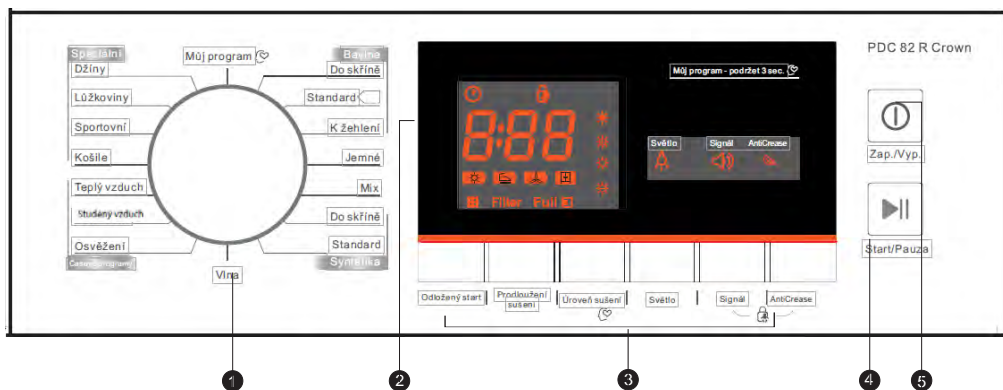 Speciální
Džíny
Lůžkoviny
Sportovní
Košile
Teplý vzduch
Studený vzduch
Osvěžení
Můj program
Bavlna
Do skříně
Standard
K žehlení
Jemné
Mix
Do skříně
Standard
Syntetika
Vlna
8:88
Filter Full
Můj program - podržet 3 sec.
Světlo Signál AntiCrease
PDC 82 R Crown
Zap./Vyp.
Start/Pauza
Odložený start
Prodloužení
sušení
Úroveň sušení
Světlo
Signál
AntiCrease
1 2 3 4 5